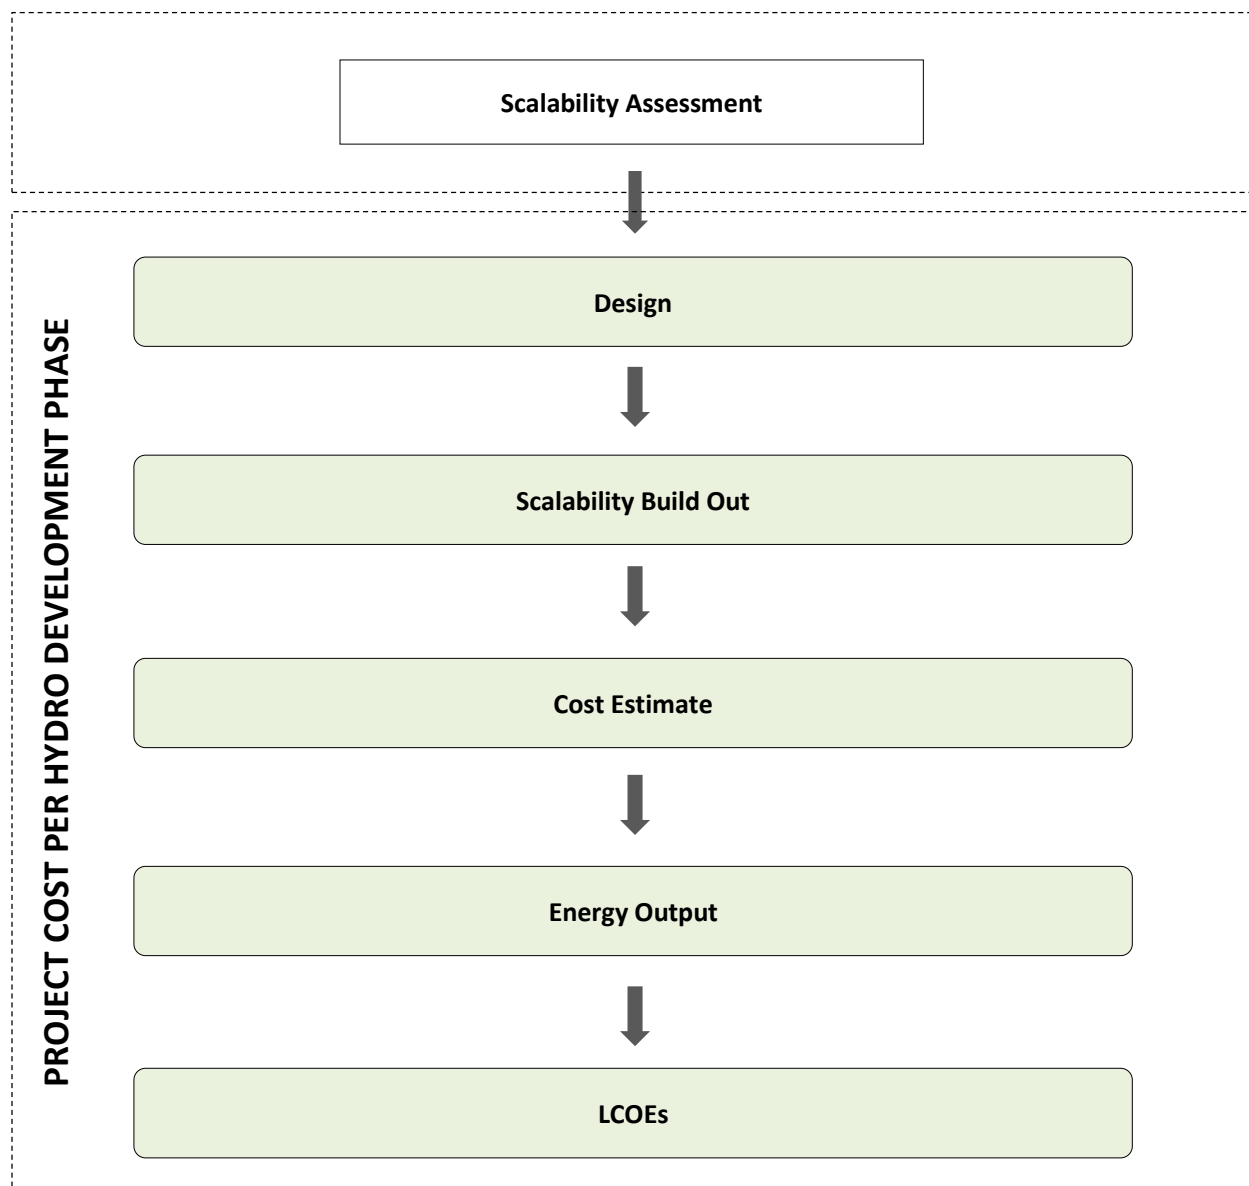 Scalability Assessment
PROJECT COST PER HYDRO DEVELOPMENT PHASE
Design
Scalability Build Out
Cost Estimate
Energy Output
LCOEs